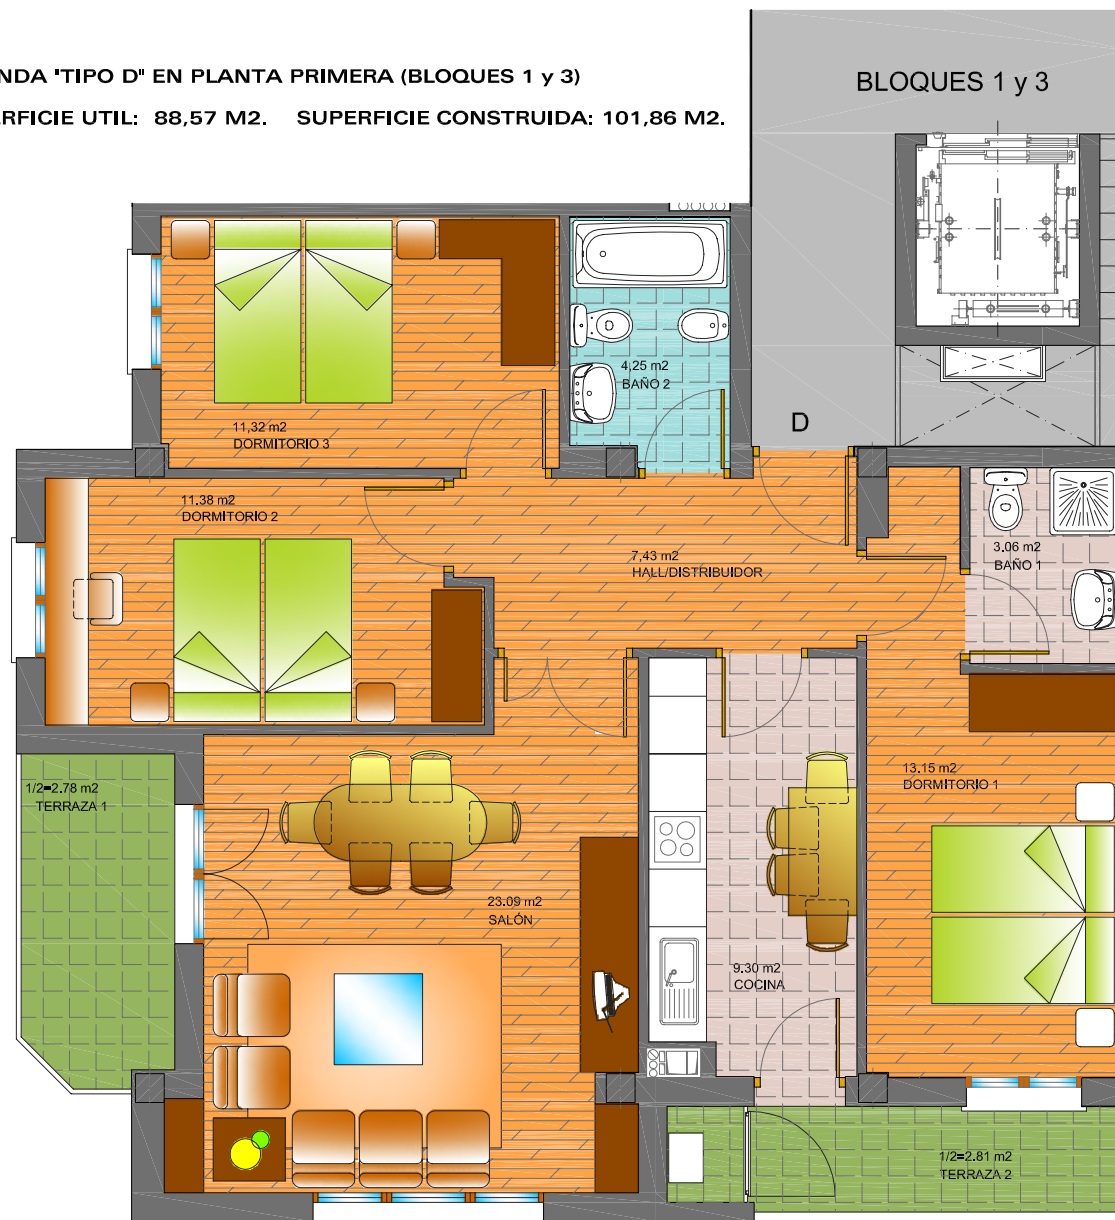 NDA "TIPO D" EN PLANTA PRIMERA (BLOQUES 1 y 3)
RFICIE UTIL: 88,57 M2. SUPERFICIE CONSTRUIDA: 101,86 M2.
BLOQUES 1 y 3
4,25 m2
BAÑO 2
11,32 m2
DORMITORIO 3
D
11.38 m2
DORMITORIO 2
7,43 m2
HALL/DISTRIBUIDOR
3.06 m2
BAÑO 1
1/2=2.78 m2
TERRAZA 1
13.15 m2
DORMITORIO 1
23.09 m2
SALÓN
9.30 m2
COCINA
1/2=2.81 m2
TERRAZA 2